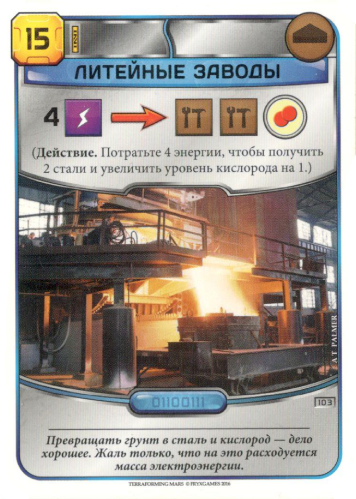 15
ЛИТЕЙНЫЕ ЗАВОДЫ
4
(Действие. Потратьте 4 энергии, чтобы получить
2 стали и увеличить уровень кислорода на 1.)
A T PALMER
01100111
103
Превращать грунт в сталь и кислород — дело
хорошее. Жаль только, что на это расходуется
масса электроэнергии.
TERRAFORMING MARS © FRYXGAMES 2016